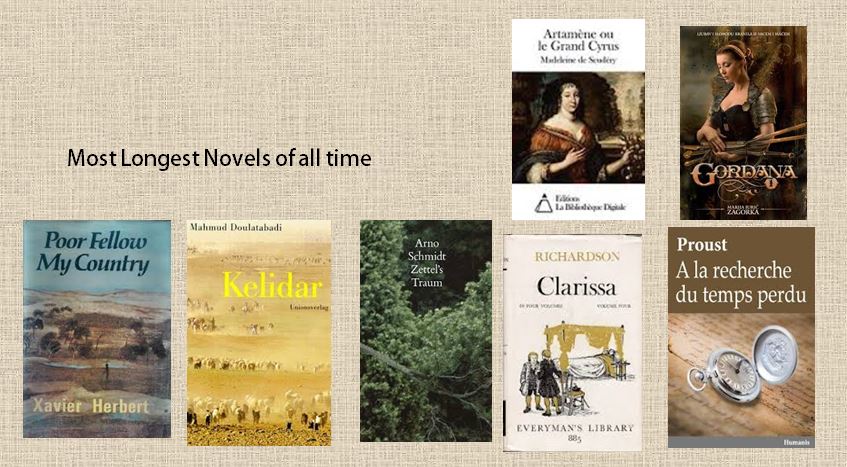 Most Longest Novels of all time
Artamène ou
le Grand Cyrus
Madeleine de Scudéry
Editions
La Bibliothèque Digitale
GORDANA
1
MARIJA JURIĆ
ZAGORKA
Poor Fellow
My Country
Xavier Herbert
Mahmud Doulatabadi
Kelidar
Unionsverlag
Arno
Schmidt
Zettel's
Traum
RICHARDSON
Clarissa
IN FOUR VOLUMES VOLUME FOUR
EVERYMAN'S LIBRARY
885
Proust
A la recherche
du temps perdu
Humanis